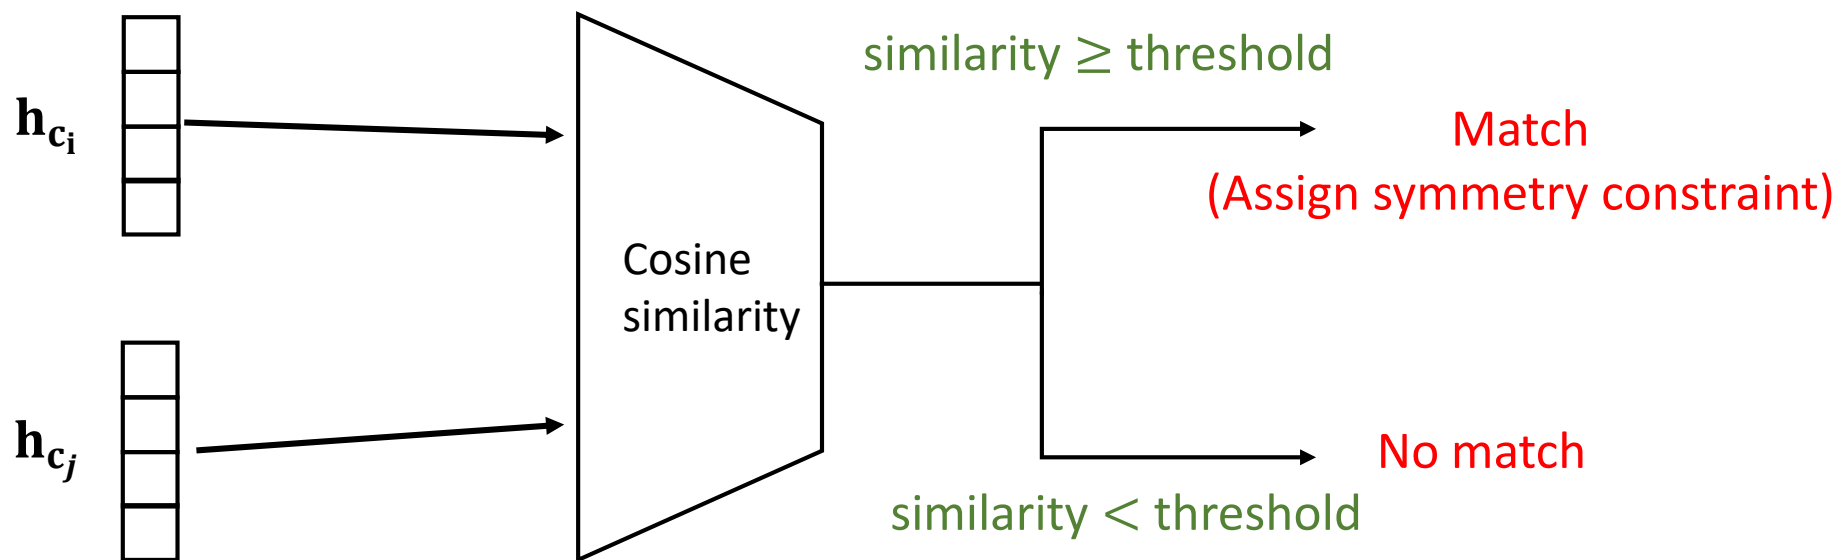 h_{c_i}
h_{c_j}
Cosine
similarity
similarity ≥ threshold
Match
(Assign symmetry constraint)
No match
similarity < threshold